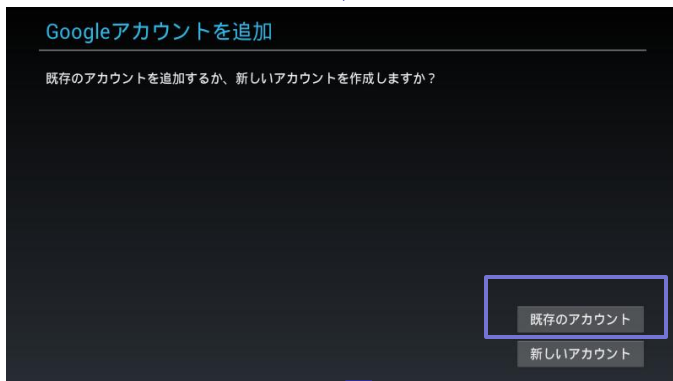 Googleアカウントを追加
既存のアカウントを追加するか、新しいアカウントを作成しますか？
既存のアカウント
新しいアカウント